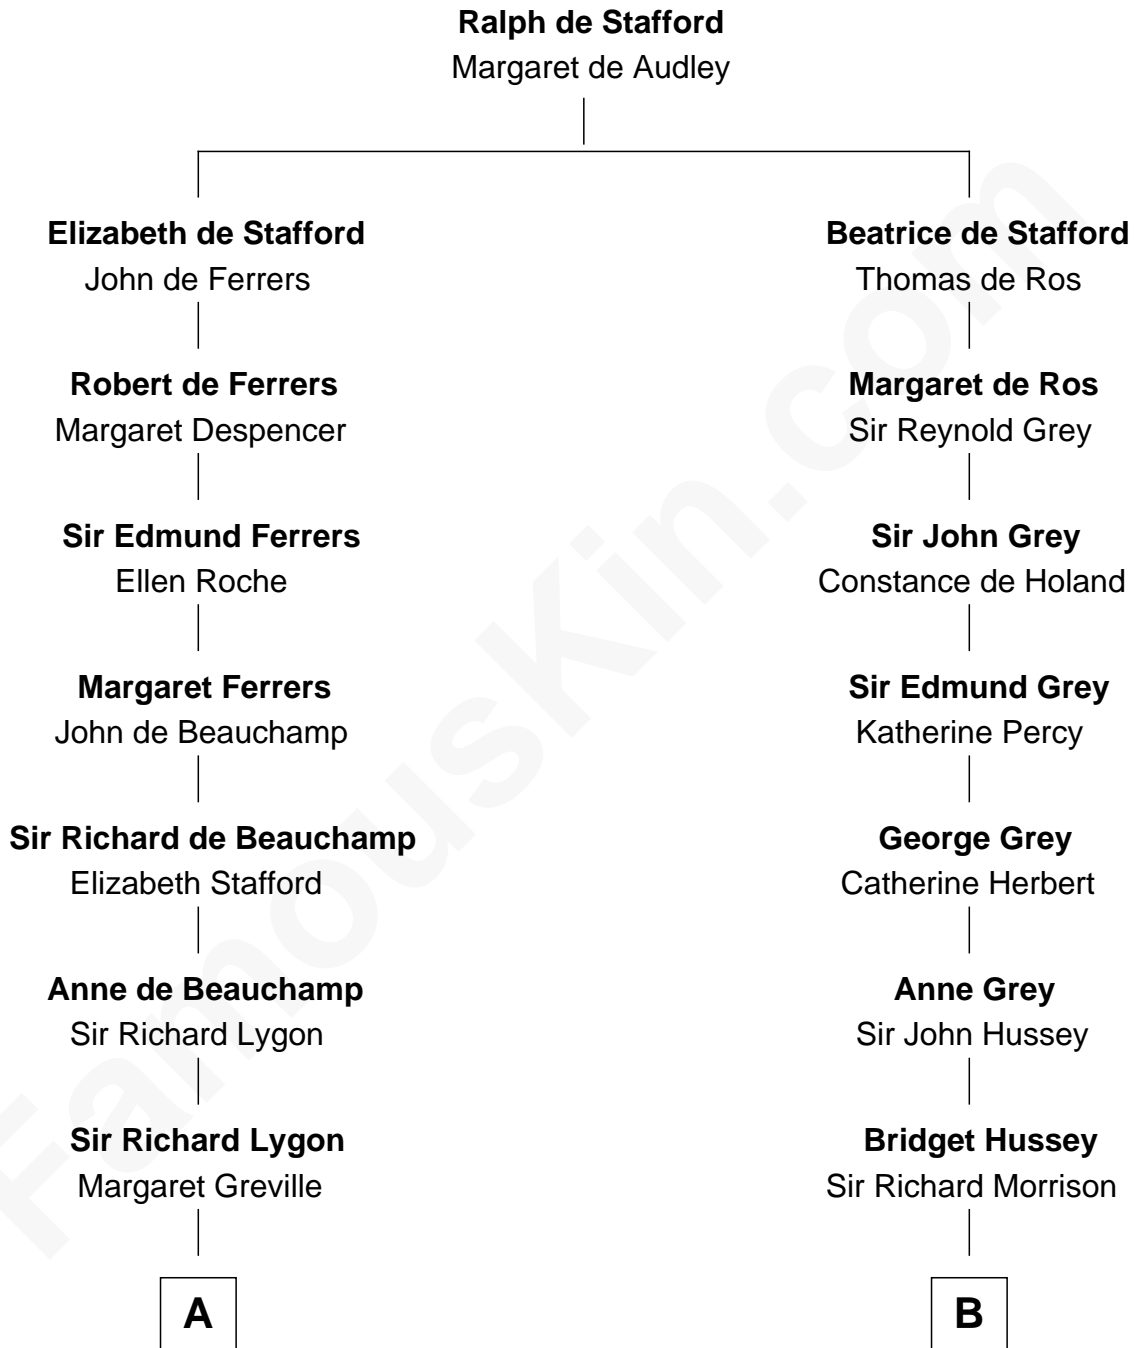 Ralph de Stafford
Margaret de Audley
Elizabeth de Stafford
John de Ferrers
Beatrice de Stafford
Thomas de Ros
Robert de Ferrers
Margaret Despencer
Margaret de Ros
Sir Reynold Grey
Sir Edmund Ferrers
Ellen Roche
Sir John Grey
Constance de Holand
Margaret Ferrers
John de Beauchamp
Sir Edmund Grey
Katherine Percy
Sir Richard de Beauchamp
Elizabeth Stafford
George Grey
Catherine Herbert
Anne de Beauchamp
Sir Richard Lygon
Anne Grey
Sir John Hussey
Sir Richard Lygon
Margaret Greville
Bridget Hussey
Sir Richard Morrison
A
B
FamousKin.com